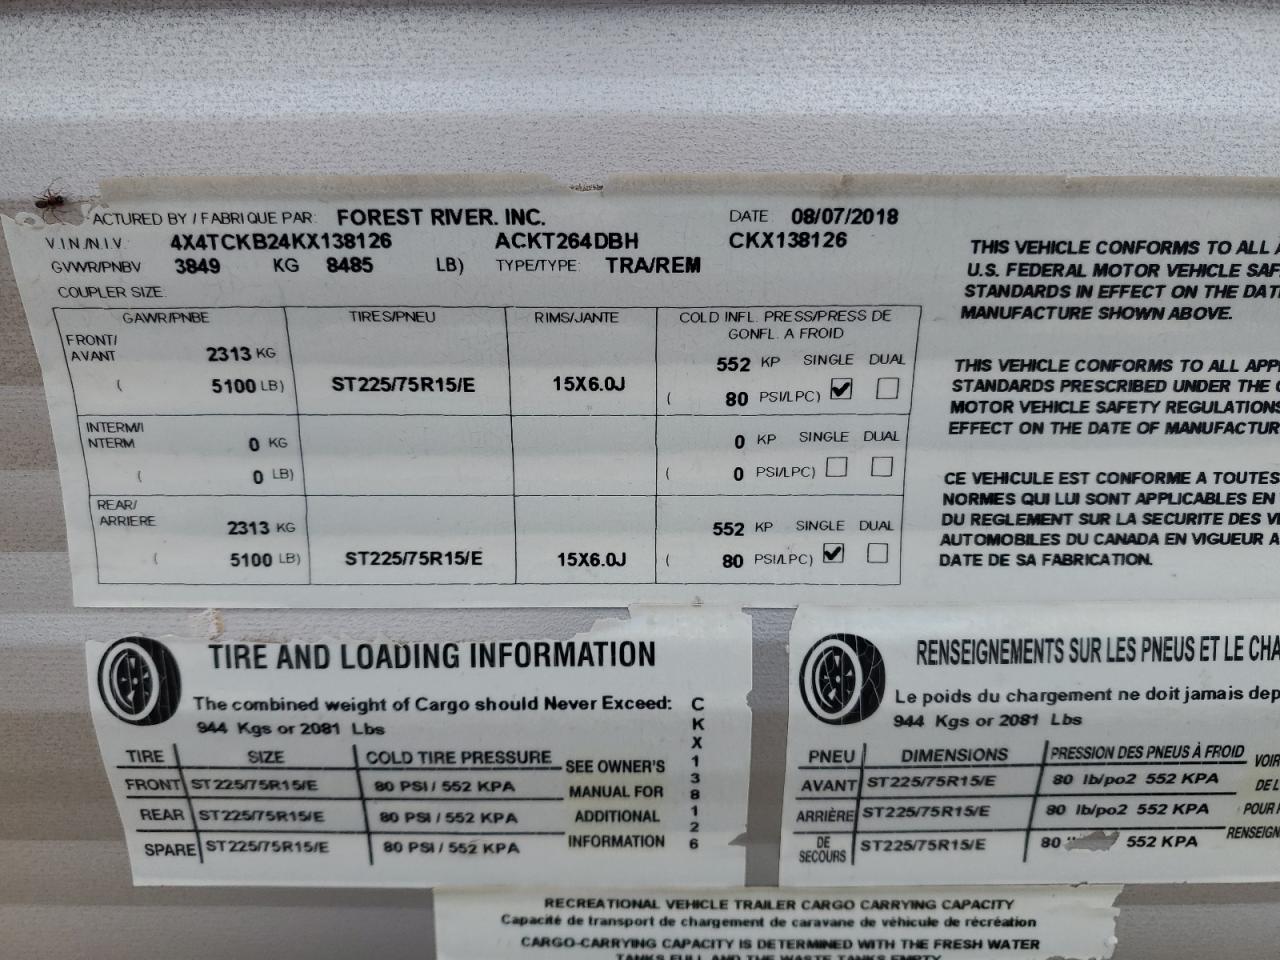 ACTURED BY / FABRIQUE PAR: FOREST RIVER. INC. DATE 08/07/2018
V.I.N./N.I.V. 4X4TCKB24KX138126 ACKT264DBH CKX138126
GVWR/PNBV 3849 KG 8485 LB) TYPE/TYPE: TRA/REM
COUPLER SIZE:
GAWR/PNBE TIRES/PNEU RIMS/JANTE COLD INFL. PRESS/PRESS DE
GONFL. A FROID
FRONT/
AVANT 2313 KG 552 KP SINGLE DUAL
( 5100 LB) ST225/75R15/E 15X6.0J ( 80 PSI/LPC)
INTERM/I
NTERM 0 KG 0 KP SINGLE DUAL
( 0 LB) ( 0 PSI/LPC)
REAR/
ARRIERE 2313 KG 552 KP SINGLE DUAL
( 5100 LB) ST225/75R15/E 15X6.0J ( 80 PSI/LPC)
THIS VEHICLE CONFORMS TO ALL A
U.S. FEDERAL MOTOR VEHICLE SAF
STANDARDS IN EFFECT ON THE DAT
MANUFACTURE SHOWN ABOVE.
THIS VEHICLE CONFORMS TO ALL APP
STANDARDS PRESCRIBED UNDER THE C
MOTOR VEHICLE SAFETY REGULATIONS
EFFECT ON THE DATE OF MANUFACTUR
CE VEHICULE EST CONFORME A TOUTES
NORMES QUI LUI SONT APPLICABLES EN
DU REGLEMENT SUR LA SECURITE DES V
AUTOMOBILES DU CANADA EN VIGUEUR A
DATE DE SA FABRICATION.
TIRE AND LOADING INFORMATION
The combined weight of Cargo should Never Exceed:
944 Kgs or 2081 Lbs
TIRE SIZE COLD TIRE PRESSURE
FRONT ST225/75R15/E 80 PSI / 552 KPA
REAR ST225/75R15/E 80 PSI / 552 KPA
SPARE ST225/75R15/E 80 PSI / 552 KPA
SEE OWNER'S
MANUAL FOR
ADDITIONAL
INFORMATION
CKX138126
RENSEIGNEMENTS SUR LES PNEUS ET LE CHA
Le poids du chargement ne doit jamais dep
944 Kgs or 2081 Lbs
PNEU DIMENSIONS PRESSION DES PNEUS À FROID
AVANT ST225/75R15/E 80 lb/po2 552 KPA
ARRIÈRE ST225/75R15/E 80 lb/po2 552 KPA
DE
SECOURS ST225/75R15/E 80 552 KPA
VOIR
DE L
POUR
RENSEIGN
RECREATIONAL VEHICLE TRAILER CARGO CARRYING CAPACITY
Capacité de transport de chargement de caravane de véhicule de récréation
CARGO-CARRYING CAPACITY IS DETERMINED WITH THE FRESH WATER
TANKS FULL AND THE WASTE TANKS EMPTY